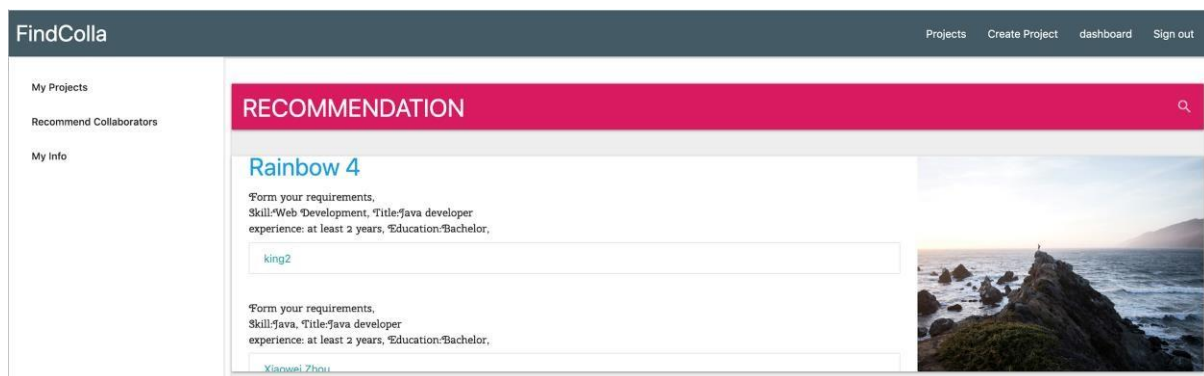 FindColla
Projects Create Project dashboard Sign out
My Projects
Recommend Collaborators
My Info
RECOMMENDATION
Rainbow 4
Form your requirements,
Skill:Web Development, Title:Java developer
experience: at least 2 years, Education:Bachelor,
king2
Form your requirements,
Skill:Java, Title:Java developer
experience: at least 2 years, Education:Bachelor,
Xiaowei Zhou